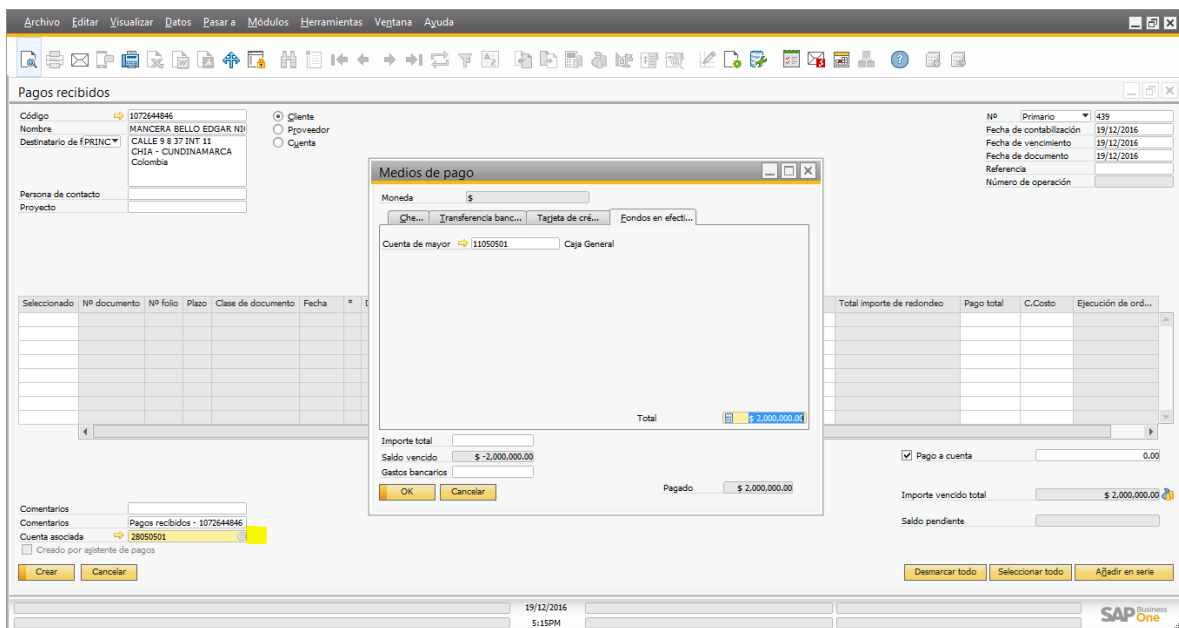 Archivo Editar Visualizar Datos Pasar a Módulos Herramientas Ventana Ayuda
Pagos recibidos
Código 1072644846
Nombre MANCERA BELLO EDGAR NI
Destinatario de f PRINC
CALLE 9 8 37 INT 11
CHIA - CUNDINAMARCA
Colombia
Persona de contacto
Proyecto
Cliente
Proveedor
Cuenta
Nº Primario 439
Fecha de contabilización 19/12/2016
Fecha de vencimiento 19/12/2016
Fecha de documento 19/12/2016
Referencia
Número de operación
Medios de pago
Moneda $
Che... Transferencia banc... Tarjeta de cré... Fondos en efecti...
Cuenta de mayor 11050501 Caja General
Total $ 2,000,000.00
Importe total
Saldo vencido $ -2,000,000.00
Gastos bancarios
Pagado $ 2,000,000.00
OK Cancelar
Seleccionado Nº documento Nº folio Plazo Clase de documento Fecha * Total importe de redondeo Pago total C.Costo Ejecución de ord...
Pago a cuenta 0.00
Importe vencido total $ 2,000,000.00
Saldo pendiente
Comentarios
Comentarios Pagos recibidos - 1072644846
Cuenta asociada 28050501
Creado por asistente de pagos
Crear Cancelar
Desmarcar todo Seleccionar todo Añadir en serie
19/12/2016
5:15PM
SAP Business One